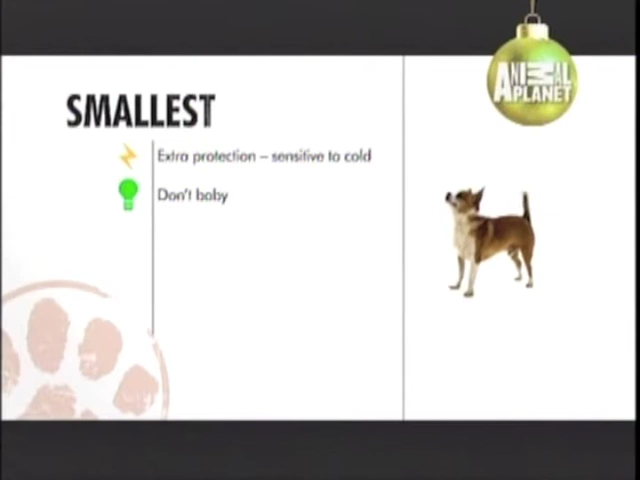 ANIMAL
PLANET
SMALLEST
Extra protection – sensitive to cold
Don't baby